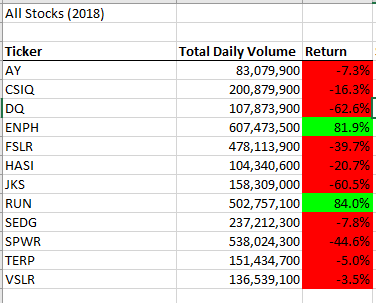 All Stocks (2018)
Ticker Total Daily Volume Return
AY 83,079,900 -7.3%
CSIQ 200,879,900 -16.3%
DQ 107,873,900 -62.6%
ENPH 607,473,500 81.9%
FSLR 478,113,900 -39.7%
HASI 104,340,600 -20.7%
JKS 158,309,000 -60.5%
RUN 502,757,100 84.0%
SEDG 237,212,300 -7.8%
SPWR 538,024,300 -44.6%
TERP 151,434,700 -5.0%
VSLR 136,539,100 -3.5%